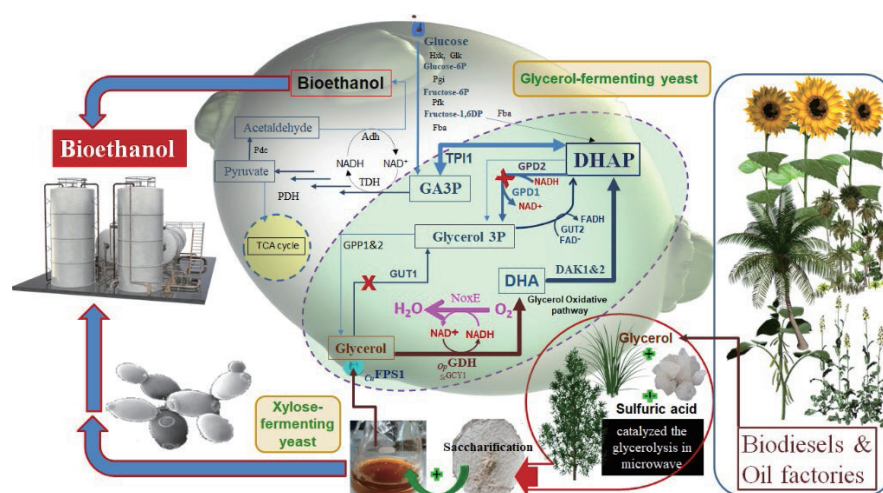 Glucose
Hxk, Glk
Glucose-6P
Pgi
Fructose-6P
Pfk
Fructose-1,6DP
Fba
Fba
Glycerol-fermenting yeast
Bioethanol
Bioethanol
Acetaldehyde
Adh
Pdc
NADH
NAD+
Pyruvate
TDH
PDH
TPI1
GA3P
DHAP
GPD2
NADH
GPD1
NAD+
FADH
GUT2
FAD-
TCA cycle
GPP1&2
Glycerol 3P
GUT1
X
DHA
DAK1&2
Glycerol Oxidative
pathway
H2O
NoxE
O2
NAD+
NADH
Glycerol
OpGDH
ScGCY1
CuFPS1
Glycerol
Sulfuric acid
catalyzed the
glycerolysis in
microwave
Xylose-
fermenting
yeast
Saccharification
Biodiesels &
Oil factories